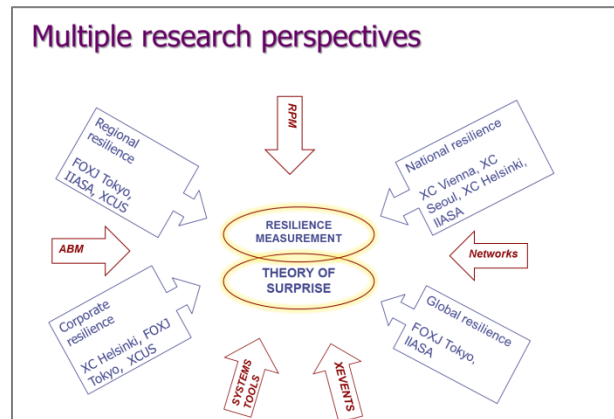 Multiple research perspectives
RPM
Regional
resilience
FOXJ Tokyo,
IIASA, XCUS
National resilience
XC Vienna, XC
Seoul, XC Helsinki,
IIASA
RESILIENCE
MEASUREMENT
ABM
THEORY OF
SURPRISE
Networks
Corporate
resilience
XC Helsinki, FOXJ
Tokyo, XCUS
Global resilience
FOXJ Tokyo,
IIASA
SYSTEMS
TOOLS
XEVENTS